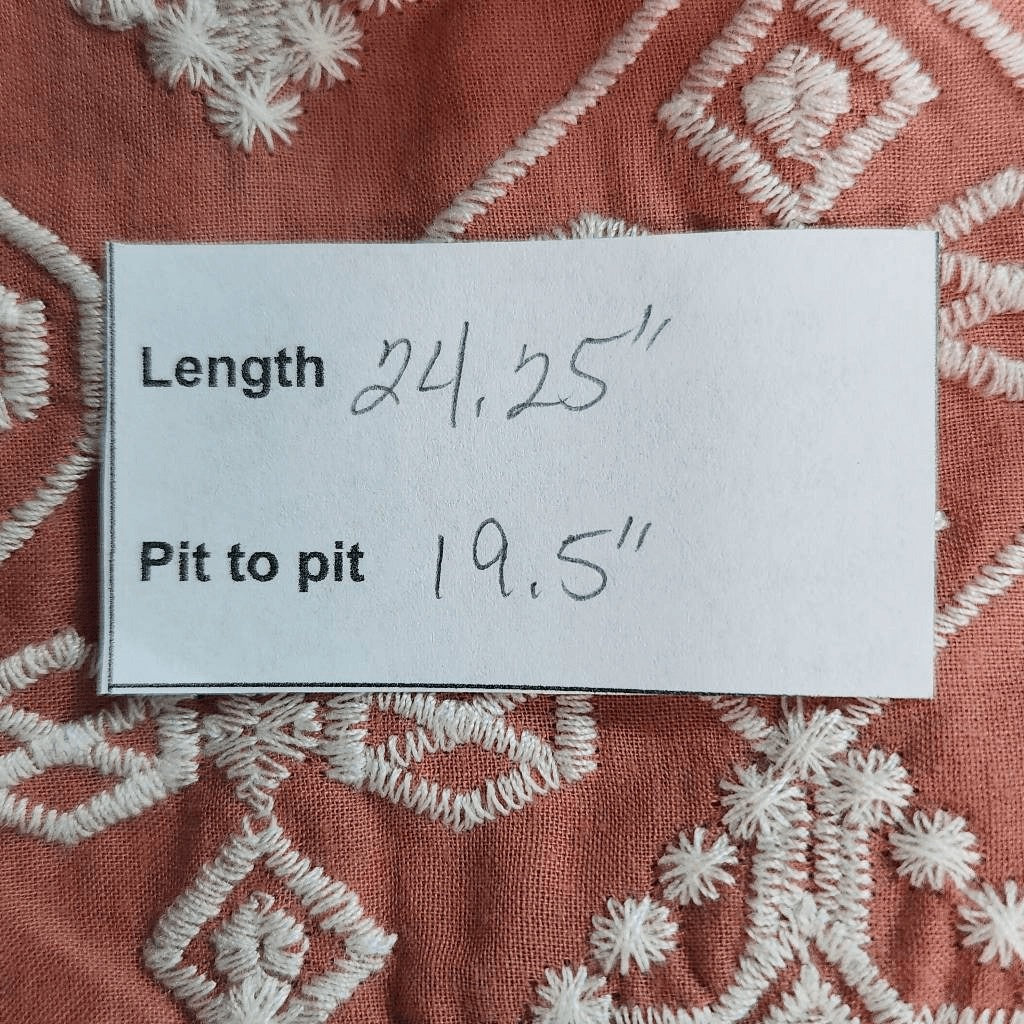 Length 24.25"
Pit to pit 19.5"